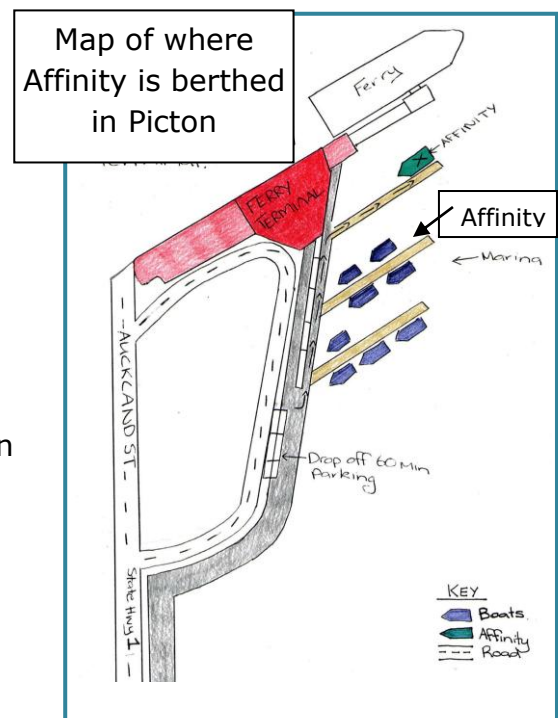 Map of where
Affinity is berthed
in Picton
Ferry
AFFINITY
X
FERRY
TERMINAL
Affinity
Marina
AUCKLAND ST
Drop off 60 Min
Parking
State Hwy 1
n
KEY
Boats
Affinity
Road